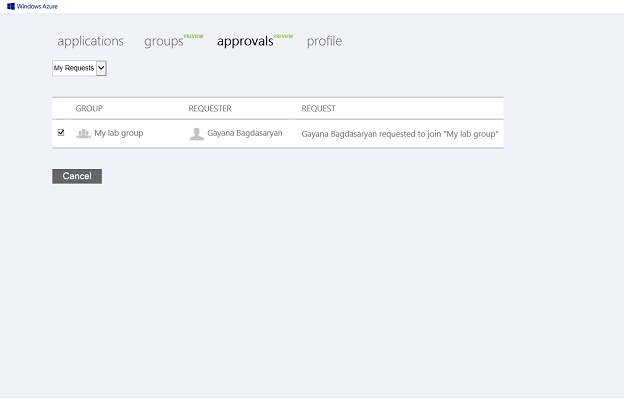 Windows Azure
applications groups PREVIEW approvals PREVIEW profile
My Requests
GROUP REQUESTER REQUEST
My lab group Gayana Bagdasaryan Gayana Bagdasaryan requested to join "My lab group"
Cancel